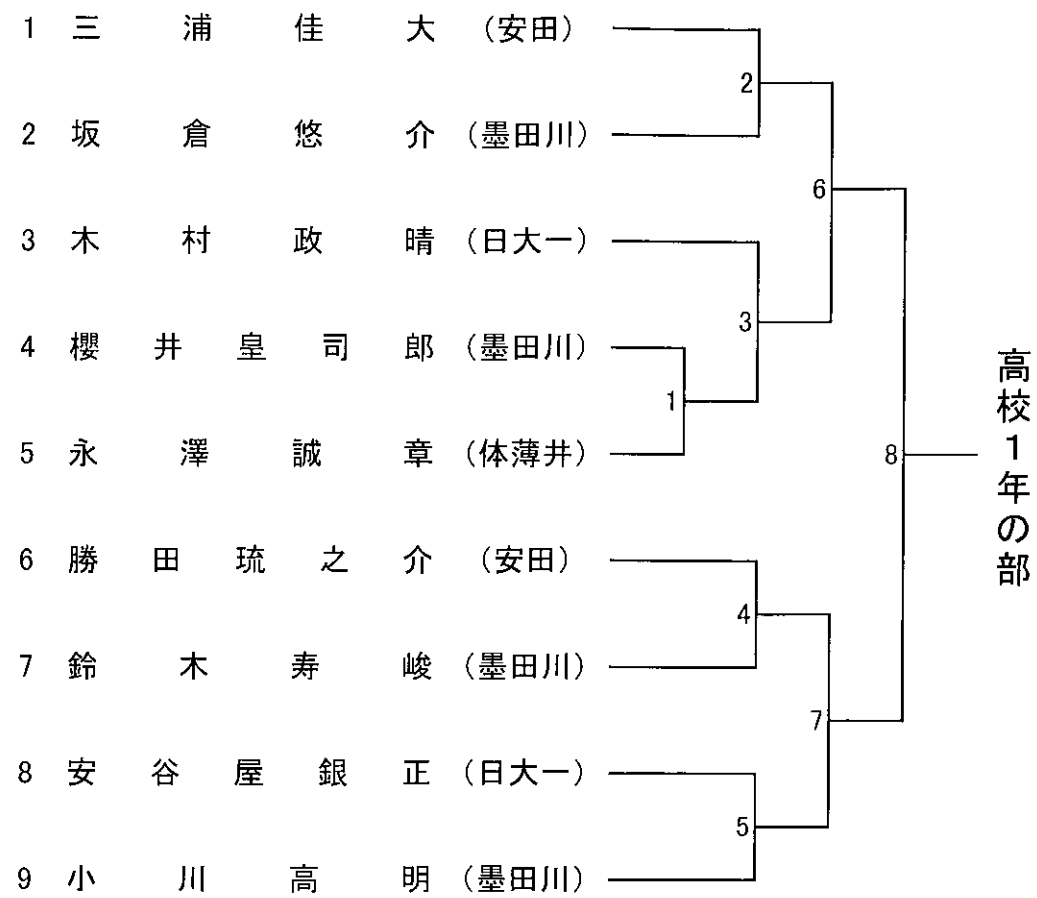 1 三浦佳大 (安田)
2 坂倉悠介 (墨田川)
3 木村政晴 (日大一)
4 櫻井皇司郎 (墨田川)
5 永澤誠章 (体薄井)
6 勝田琉之介 (安田)
7 鈴木寿峻 (墨田川)
8 安谷屋銀正 (日大一)
9 小川高明 (墨田川)
2
6
3
1
8
4
7
5
高校1年の部